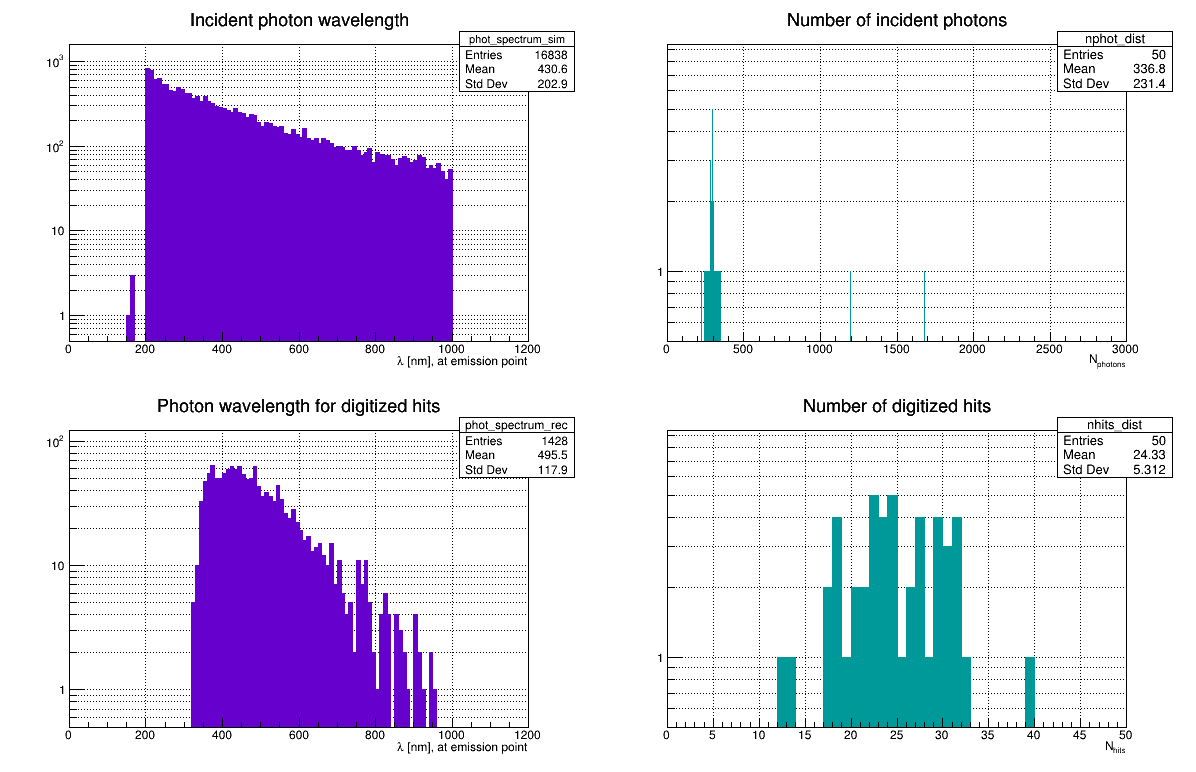 Incident photon wavelength
phot_spectrum_sim
Entries 16838
Mean 430.6
Std Dev 202.9
10³
10²
10
1
0 200 400 600 800 1000 1200
λ [nm], at emission point
Number of incident photons
nphot_dist
Entries 50
Mean 336.8
Std Dev 231.4
1
0 500 1000 1500 2000 2500 3000
N_photons
Photon wavelength for digitized hits
phot_spectrum_rec
Entries 1428
Mean 495.5
Std Dev 117.9
10²
10
1
0 200 400 600 800 1000 1200
λ [nm], at emission point
Number of digitized hits
nhits_dist
Entries 50
Mean 24.33
Std Dev 5.312
1
0 5 10 15 20 25 30 35 40 45 50
N_hits